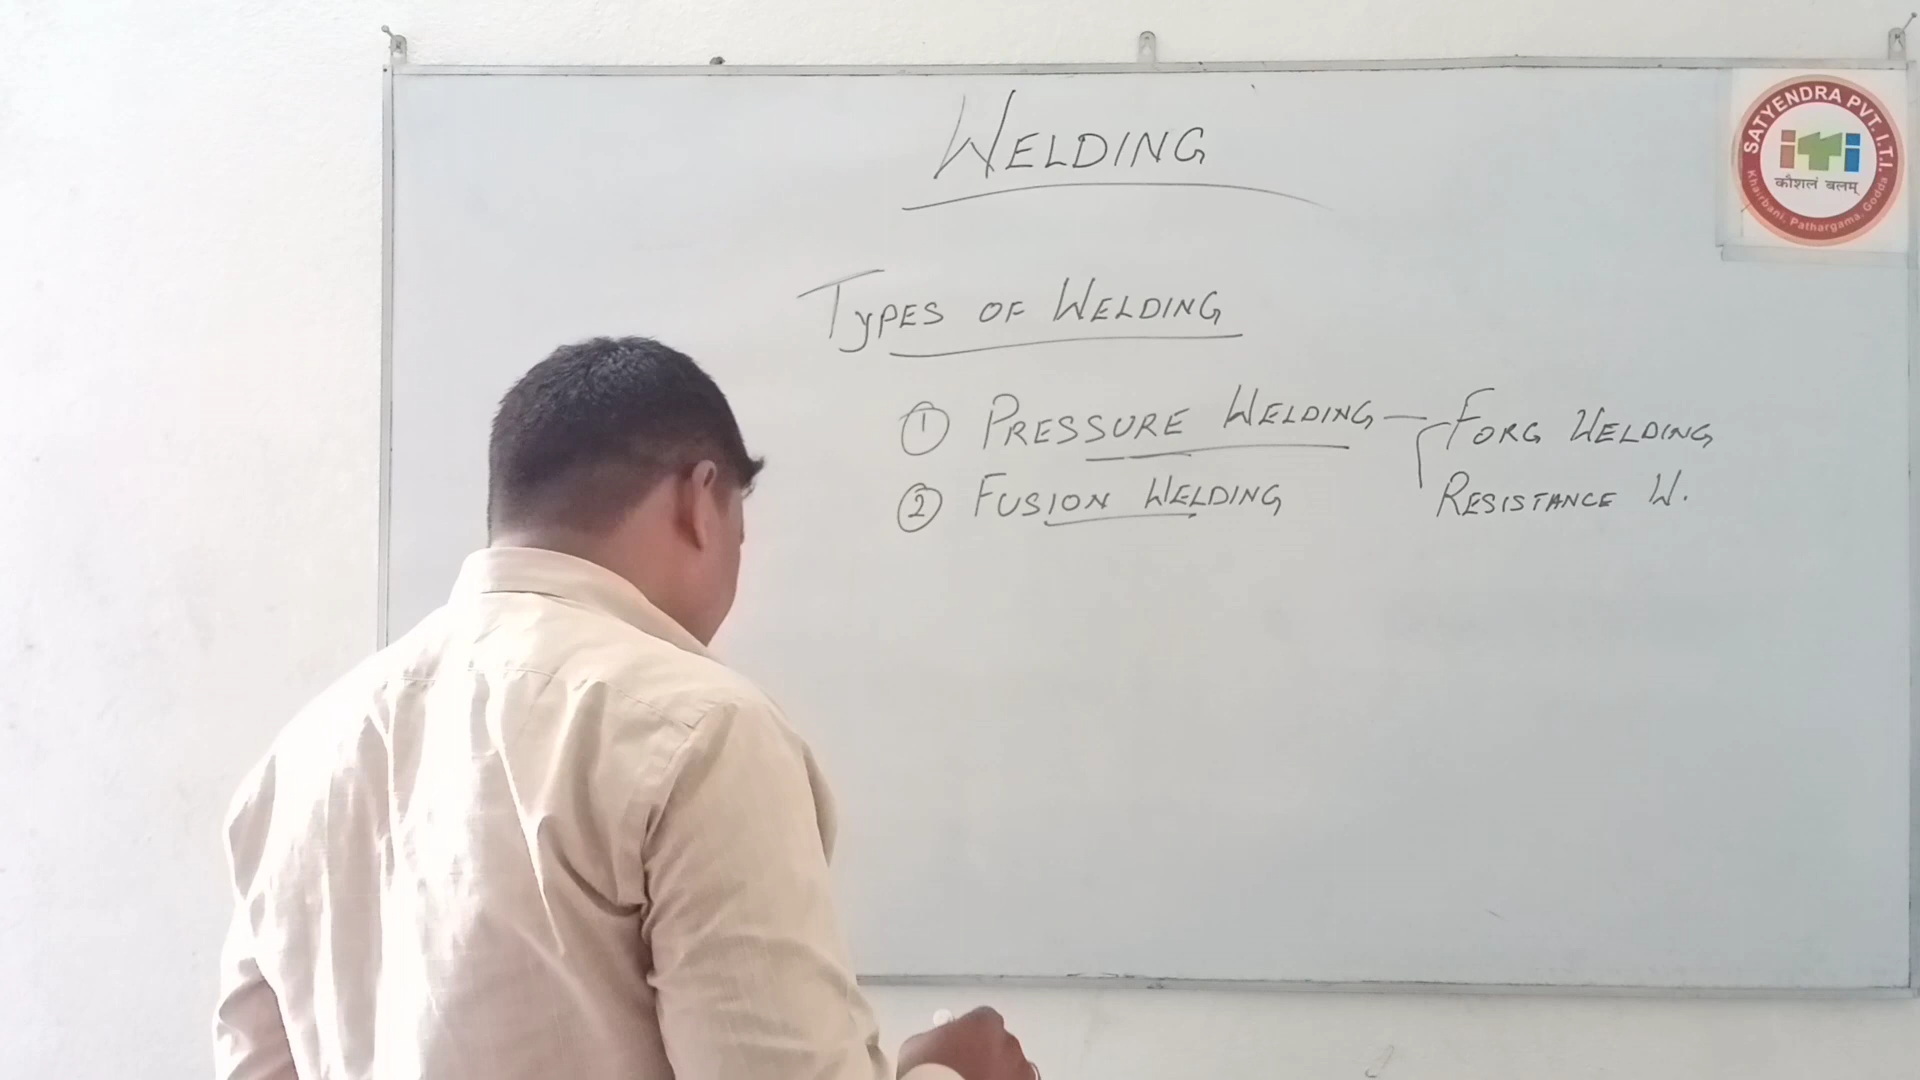 WELDING
SATYENDRA PVT. I.T.I.
iTi
कौशलं बलम्
Khairbani, Pathargama, Godda
TYPES OF WELDING
① PRESSURE WELDING — FORG WELDING
② FUSION WELDING
RESISTANCE W.